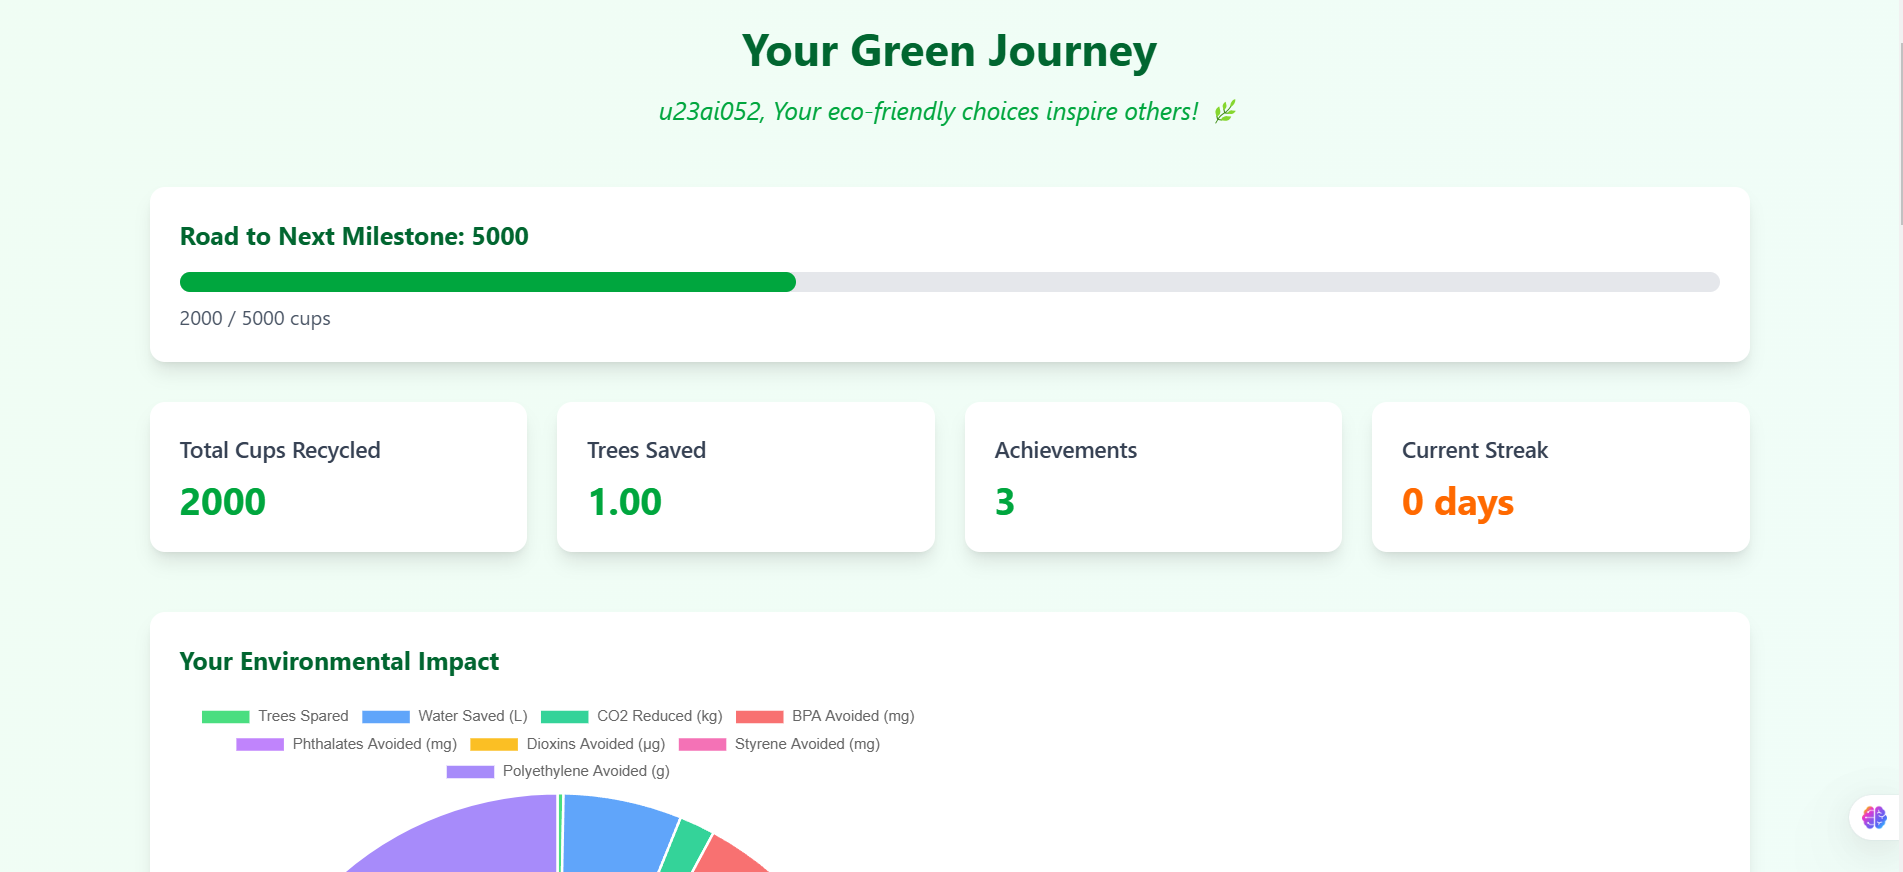 Your Green Journey
u23ai052, Your eco-friendly choices inspire others!
Road to Next Milestone: 5000
2000 / 5000 cups
Total Cups Recycled
2000
Trees Saved
1.00
Achievements
3
Current Streak
0 days
Your Environmental Impact
Trees Spared Water Saved (L) CO2 Reduced (kg) BPA Avoided (mg)
Phthalates Avoided (mg) Dioxins Avoided (µg) Styrene Avoided (mg)
Polyethylene Avoided (g)